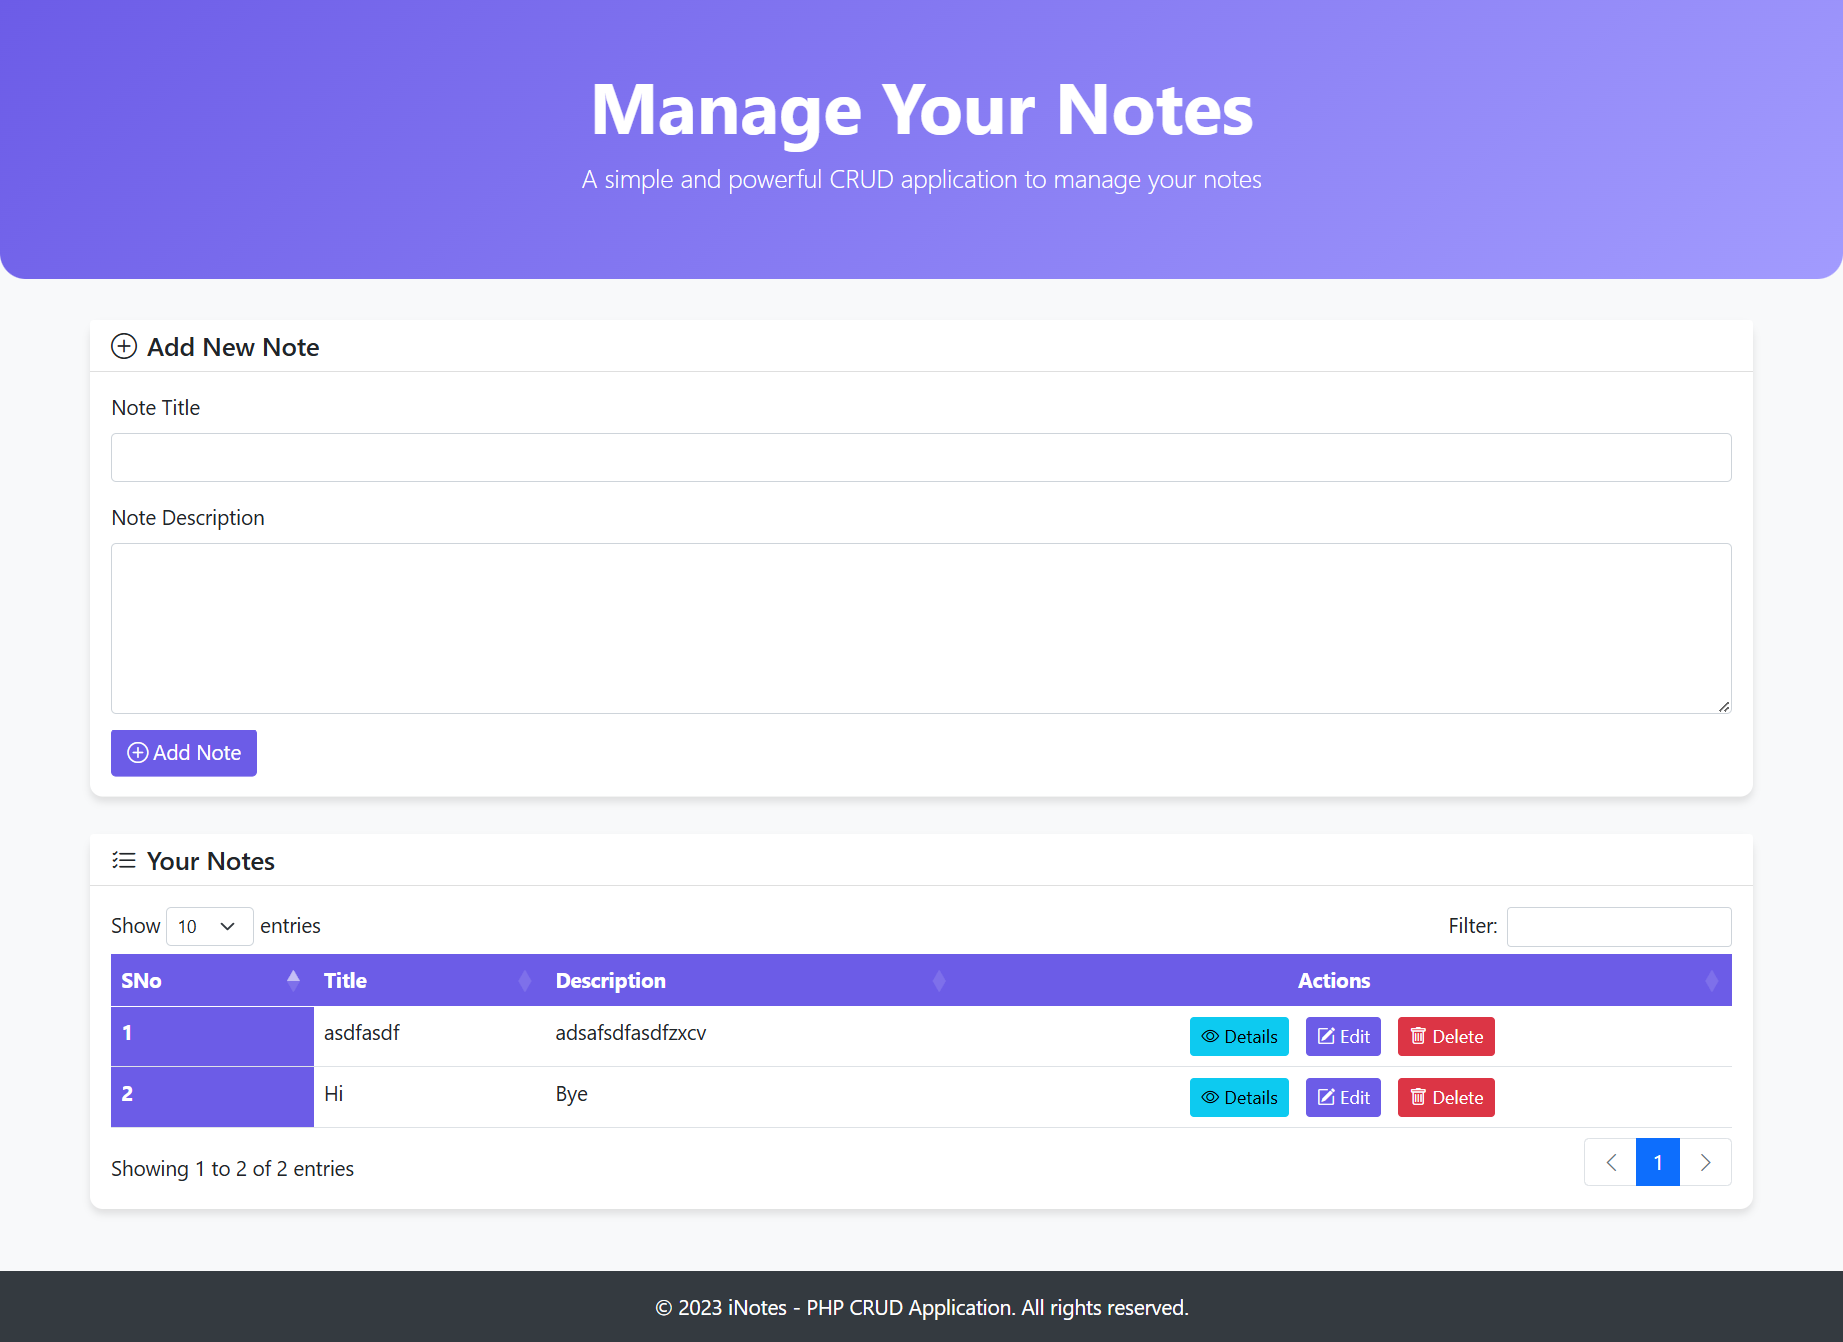 Manage Your Notes
A simple and powerful CRUD application to manage your notes
Add New Note
Note Title
Note Description
Add Note
Your Notes
Show 10 entries Filter:
SNo Title Description Actions
1 asdfasdf adsafsdfasdfzxcv Details Edit Delete
2 Hi Bye Details Edit Delete
Showing 1 to 2 of 2 entries 1
© 2023 iNotes - PHP CRUD Application. All rights reserved.